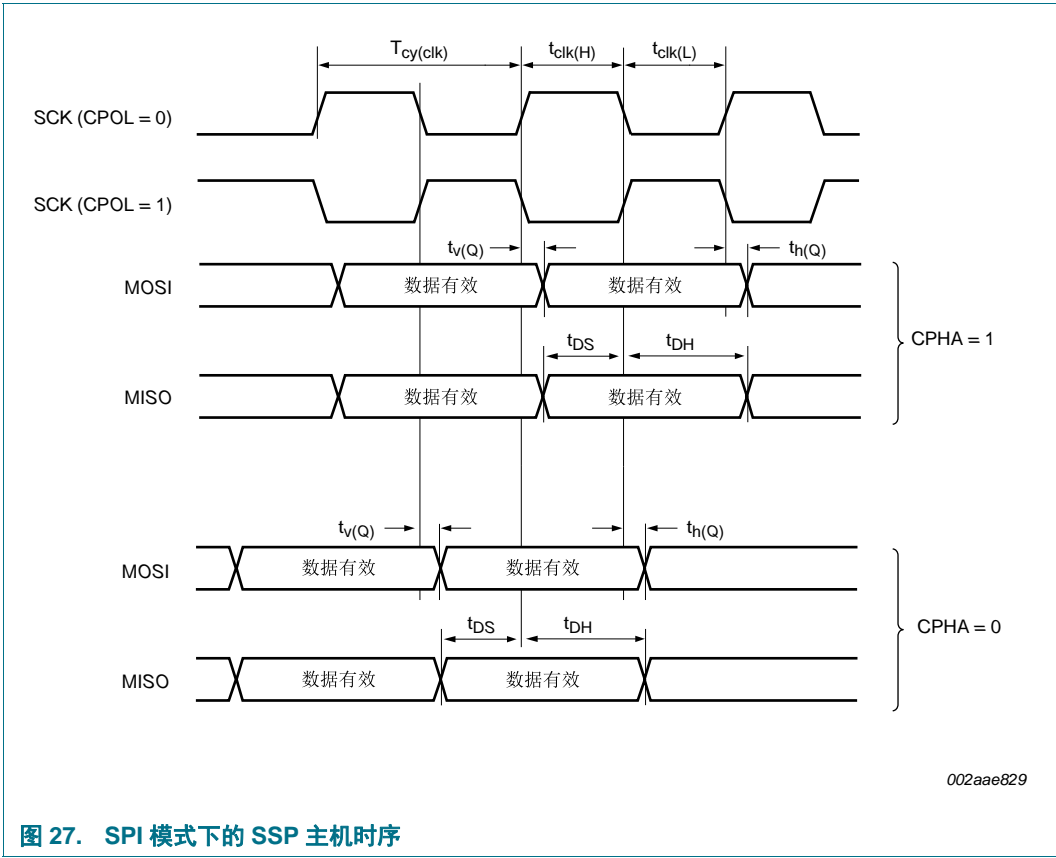 Tcy(clk) tclk(H) tclk(L)
SCK (CPOL = 0)
SCK (CPOL = 1)
tv(Q) th(Q)
MOSI 数据有效 数据有效
CPHA = 1
tDS tDH
MISO 数据有效 数据有效
tv(Q) th(Q)
MOSI 数据有效 数据有效
CPHA = 0
tDS tDH
MISO 数据有效 数据有效
002aae829
图 27. SPI 模式下的 SSP 主机时序